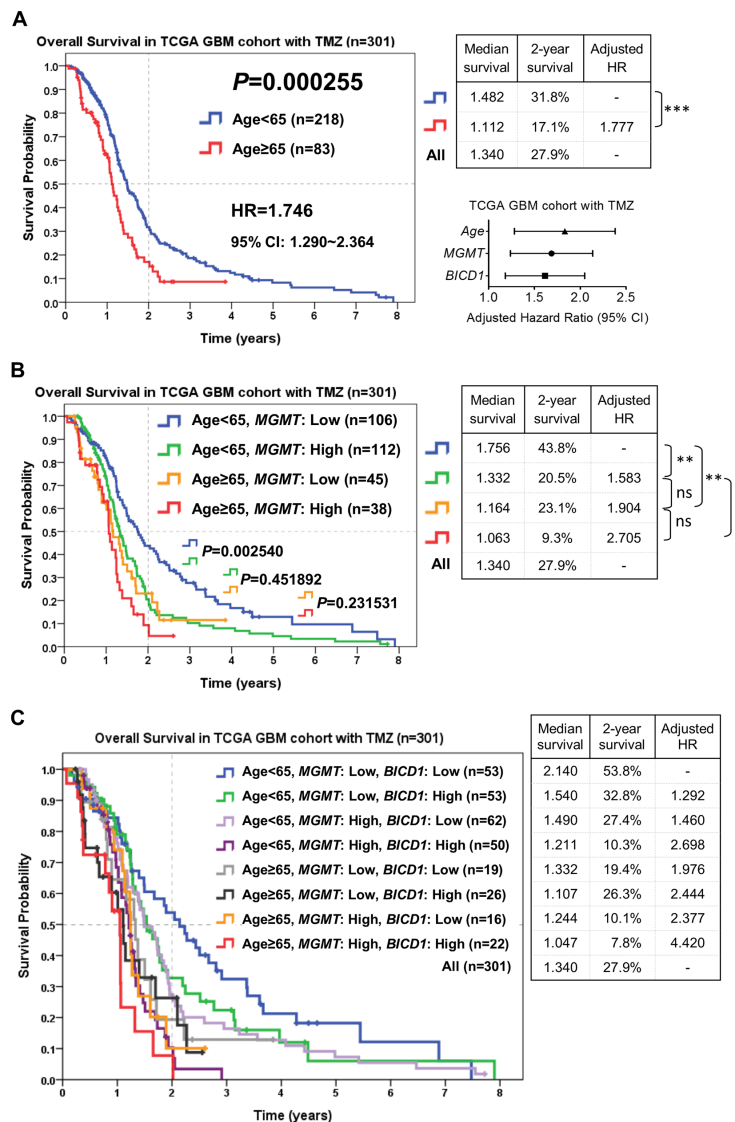 A
Overall Survival in TCGA GBM cohort with TMZ (n=301)
Survival Probability
1.0
0.9
0.8
0.7
0.6
0.5
0.4
0.3
0.2
0.1
0.0
P=0.000255
Age<65 (n=218)
Age≥65 (n=83)
HR=1.746
95% CI: 1.290~2.364
0 1 2 3 4 5 6 7 8
Time (years)
Median survival 2-year survival Adjusted HR
1.482 31.8% -
1.112 17.1% 1.777
All 1.340 27.9% -
***
TCGA GBM cohort with TMZ
Age
MGMT
BICD1
1.0 1.5 2.0 2.5
Adjusted Hazard Ratio (95% CI)
B
Overall Survival in TCGA GBM cohort with TMZ (n=301)
Survival Probability
1.0
0.9
0.8
0.7
0.6
0.5
0.4
0.3
0.2
0.1
0.0
Age<65, MGMT: Low (n=106)
Age<65, MGMT: High (n=112)
Age≥65, MGMT: Low (n=45)
Age≥65, MGMT: High (n=38)
P=0.002540
P=0.451892
P=0.231531
0 1 2 3 4 5 6 7 8
Time (years)
Median survival 2-year survival Adjusted HR
1.756 43.8% -
1.332 20.5% 1.583
1.164 23.1% 1.904
1.063 9.3% 2.705
All 1.340 27.9% -
**
ns
ns
**
C
Overall Survival in TCGA GBM cohort with TMZ (n=301)
Survival Probability
1.0
0.9
0.8
0.7
0.6
0.5
0.4
0.3
0.2
0.1
0.0
Age<65, MGMT: Low, BICD1: Low (n=53)
Age<65, MGMT: Low, BICD1: High (n=53)
Age<65, MGMT: High, BICD1: Low (n=62)
Age<65, MGMT: High, BICD1: High (n=50)
Age≥65, MGMT: Low, BICD1: Low (n=19)
Age≥65, MGMT: Low, BICD1: High (n=26)
Age≥65, MGMT: High, BICD1: Low (n=16)
Age≥65, MGMT: High, BICD1: High (n=22)
All (n=301)
0 1 2 3 4 5 6 7 8
Time (years)
Median survival 2-year survival Adjusted HR
2.140 53.8% -
1.540 32.8% 1.292
1.490 27.4% 1.460
1.211 10.3% 2.698
1.332 19.4% 1.976
1.107 26.3% 2.444
1.244 10.1% 2.377
1.047 7.8% 4.420
1.340 27.9% -